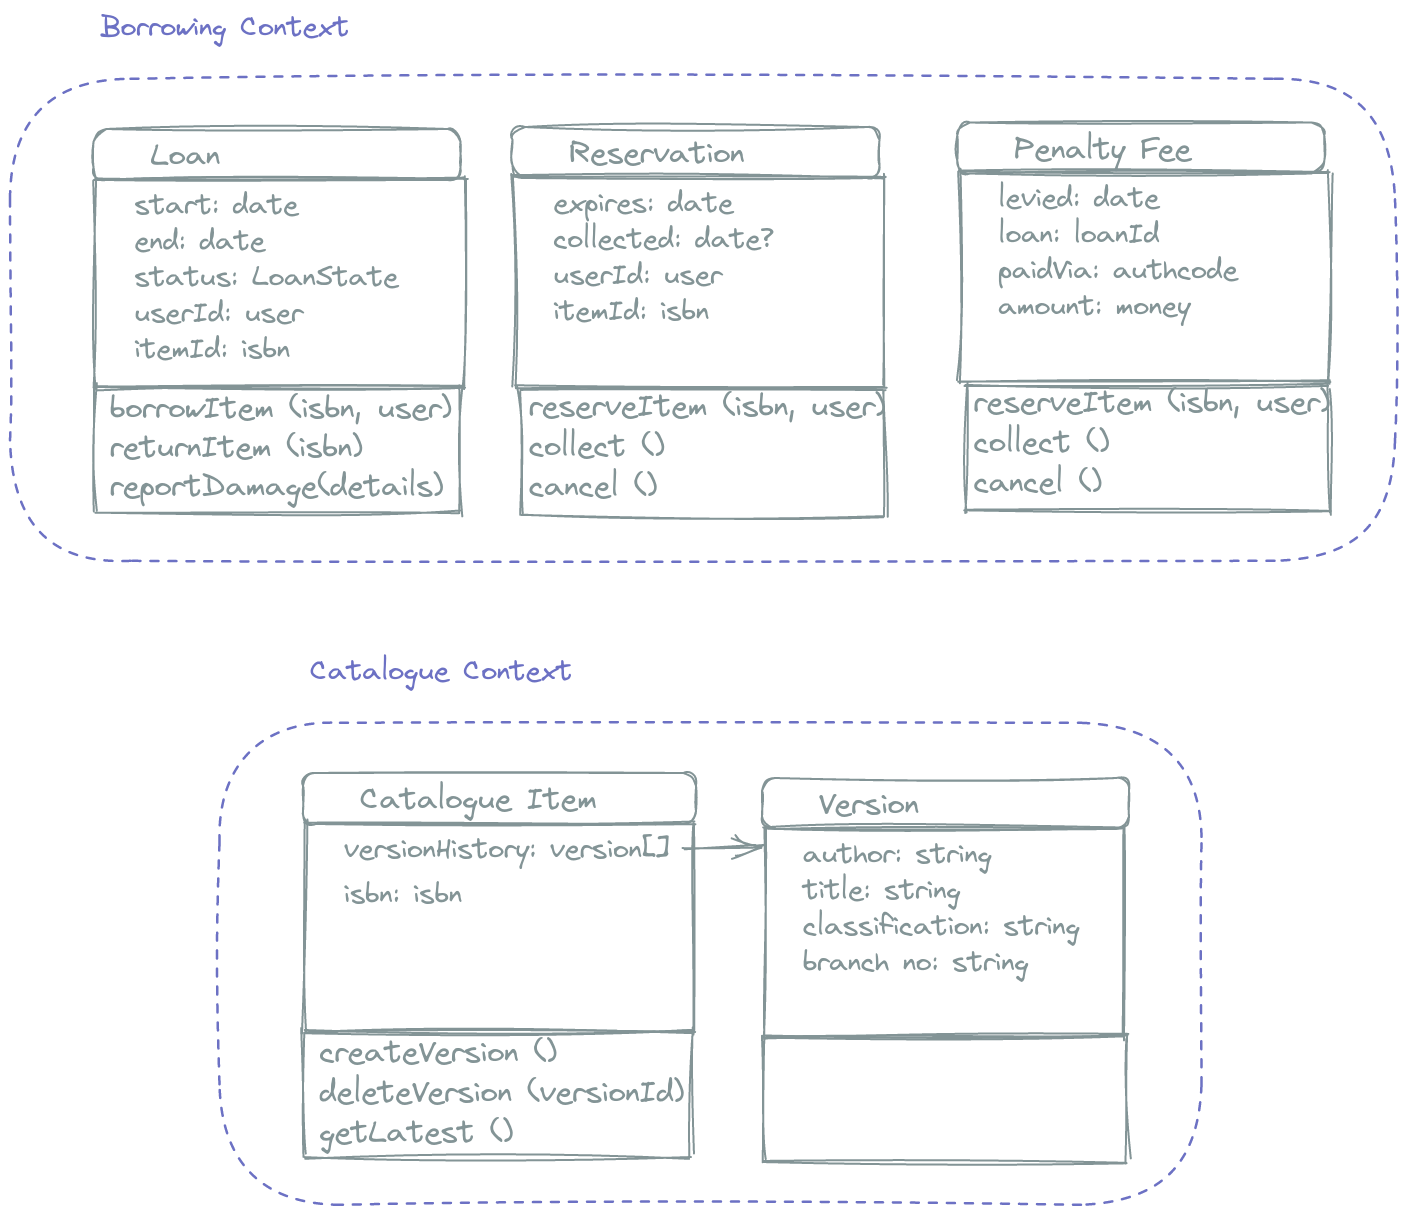 Borrowing Context
Loan
start: date
end: date
status: LoanState
userId: user
itemId: isbn
borrowItem (isbn, user)
returnItem (isbn)
reportDamage(details)
Reservation
expires: date
collected: date?
userId: user
itemId: isbn
reserveItem (isbn, user)
collect ()
cancel ()
Penalty Fee
levied: date
loan: loanId
paidVia: authcode
amount: money
reserveItem (isbn, user)
collect ()
cancel ()
Catalogue Context
Catalogue Item
versionHistory: version[]
isbn: isbn
createVersion ()
deleteVersion (versionId)
getLatest ()
Version
author: string
title: string
classification: string
branch no: string